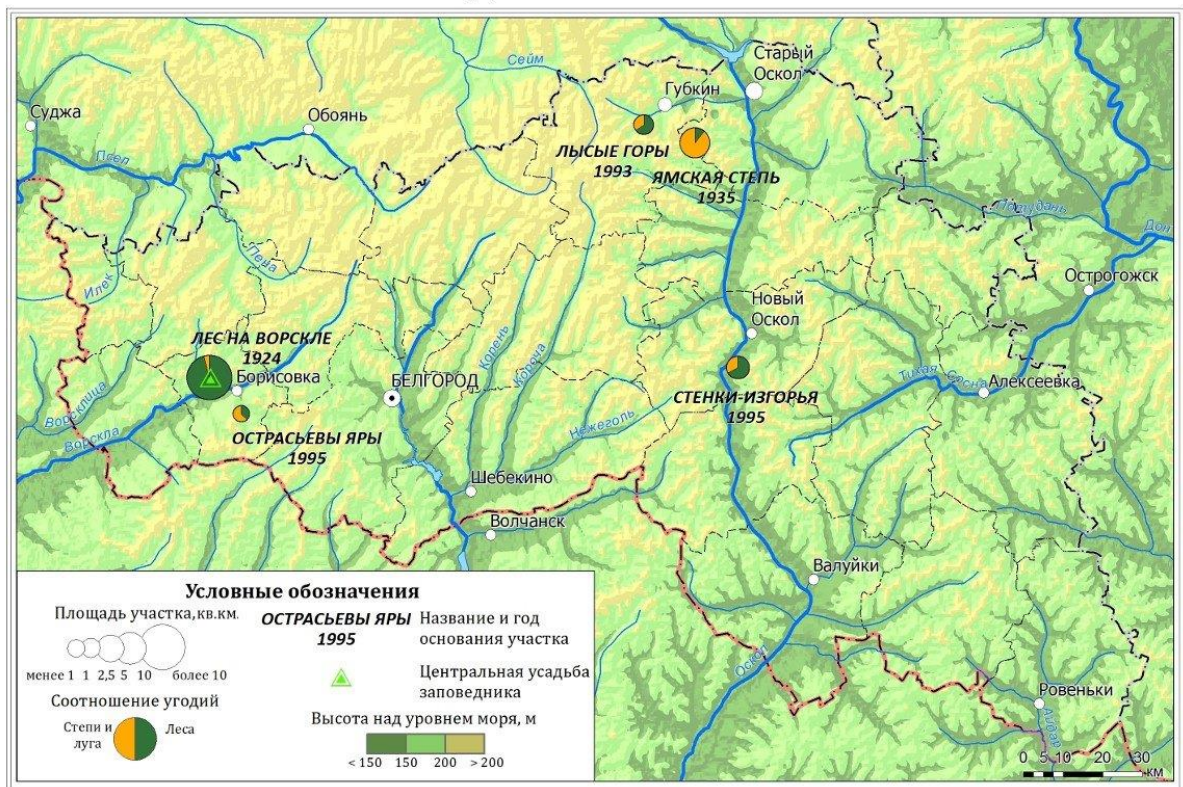 Сейм
Старый
Оскол
Губкин
Суджа
Обоянь
Псел
ЛЫСЫЕ ГОРЫ
1993
ЯМСКАЯ СТЕПЬ
1935
Потудань
Дон
Пена
Илек
Острогожск
Новый
Оскол
ЛЕС НА ВОРСКЛЕ
1924
Борисовка
Корень
Короча
БЕЛГОРОД
Тихая Сосна
Алексеевка
СТЕНКИ-ИЗГОРЬЯ
1995
Ворсклица
Ворскла
ОСТРАСЬЕВЫ ЯРЫ
1995
Нежеголь
Шебекино
Волчанск
Валуйки
Оскол
Ровеньки
Айдар
0 5 10 20 30
КМ
Условные обозначения
Площадь участка,кв.км.
менее 1 1 2,5 5 10 более 10
Соотношение угодий
Степи и
луга
Леса
ОСТРАСЬЕВЫ ЯРЫ
1995
Название и год
основания участка
Центральная усадьба
заповедника
Высота над уровнем моря, м
< 150 150 200 > 200